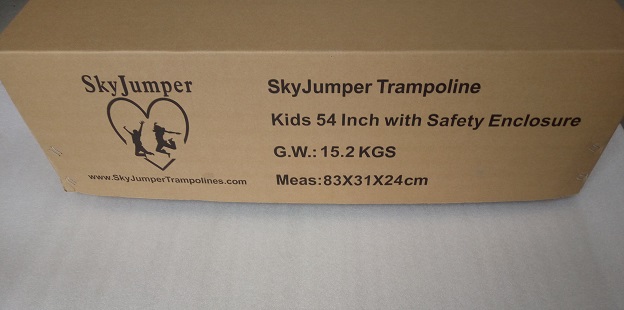 SkyJumper
www.SkyJumperTrampolines.com
SkyJumper Trampoline
Kids 54 Inch with Safety Enclosure
G.W.: 15.2 KGS
Meas:83X31X24cm